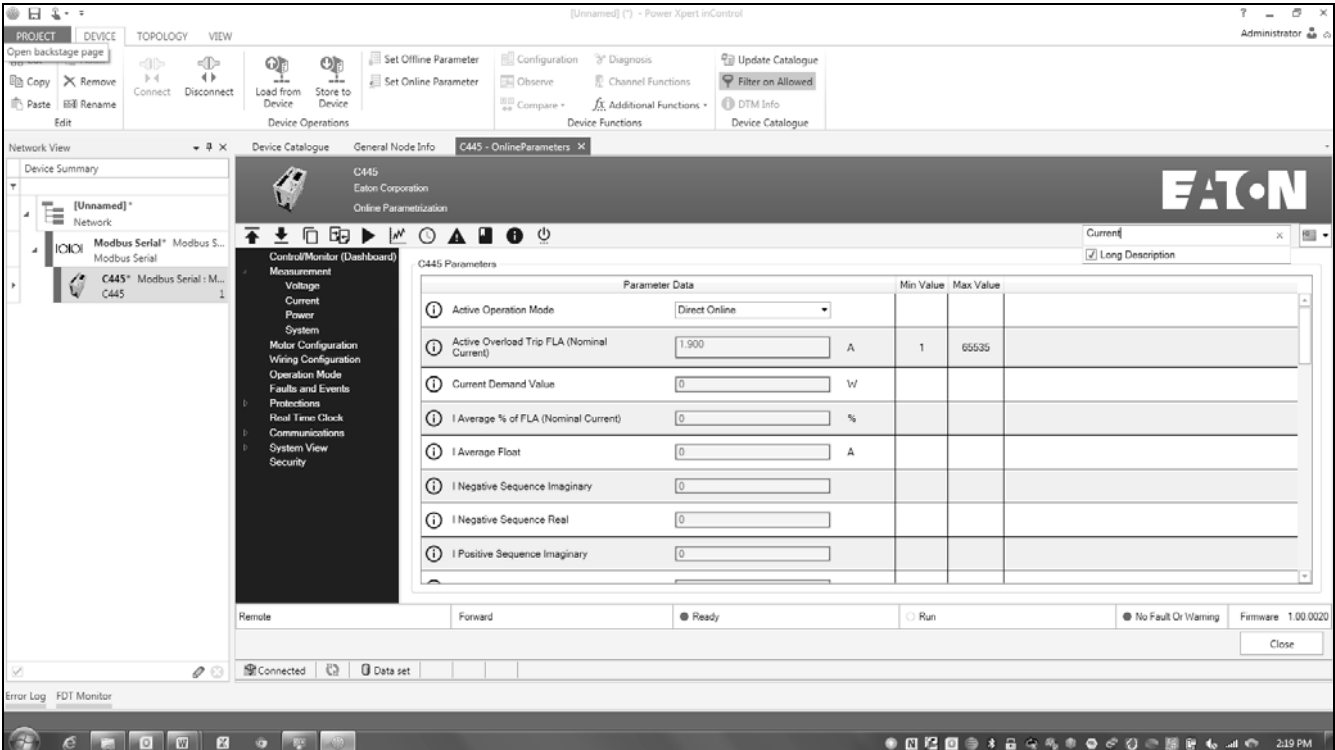 [Unnamed] (*) - Power Xpert inControl
?
PROJECT DEVICE TOPOLOGY VIEW
Administrator
Open backstage page
Copy
Remove
Paste
Rename
Edit
Connect
Disconnect
Load from
Device
Store to
Device
Device Operations
Set Offline Parameter
Set Online Parameter
Configuration
Observe
Compare
Diagnosis
Channel Functions
fx Additional Functions
Device Functions
Update Catalogue
Filter on Allowed
DTM Info
Device Catalogue
Network View
Device Summary
[Unnamed]*
Network
Modbus Serial* Modbus S...
Modbus Serial
C445* Modbus Serial : M...
C445 1
Device Catalogue General Node Info C445 - OnlineParameters
C445
Eaton Corporation
Online Parametrization
EATON
Current
Long Description
Control/Monitor (Dashboard)
Measurement
Voltage
Current
Power
System
Motor Configuration
Wiring Configuration
Operation Mode
Faults and Events
Protections
Real Time Clock
Communications
System View
Security
C445 Parameters
Parameter Data Min Value Max Value
Active Operation Mode Direct Online
Active Overload Trip FLA (Nominal
Current) 1.900 A 1 65535
Current Demand Value 0 W
I Average % of FLA (Nominal Current) 0 %
I Average Float 0 A
I Negative Sequence Imaginary 0
I Negative Sequence Real 0
I Positive Sequence Imaginary 0
Remote Forward Ready Run No Fault Or Warning Firmware 1.00.0020
Close
Connected Data set
Error Log FDT Monitor
2:19 PM